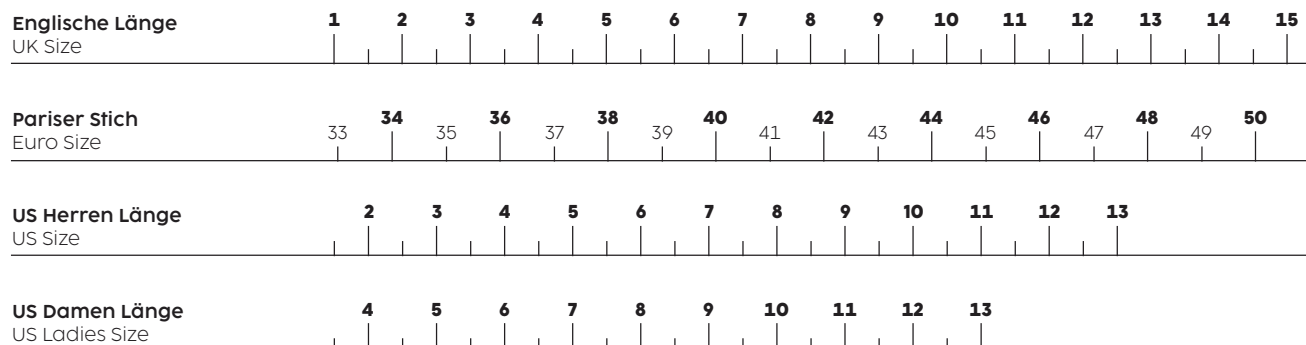 Englische Länge 1 2 3 4 5 6 7 8 9 10 11 12 13 14 15
UK Size
Pariser Stich 33 34 35 36 37 38 39 40 41 42 43 44 45 46 47 48 49 50
Euro Size
US Herren Länge 2 3 4 5 6 7 8 9 10 11 12 13
US Size
US Damen Länge 4 5 6 7 8 9 10 11 12 13
US Ladies Size